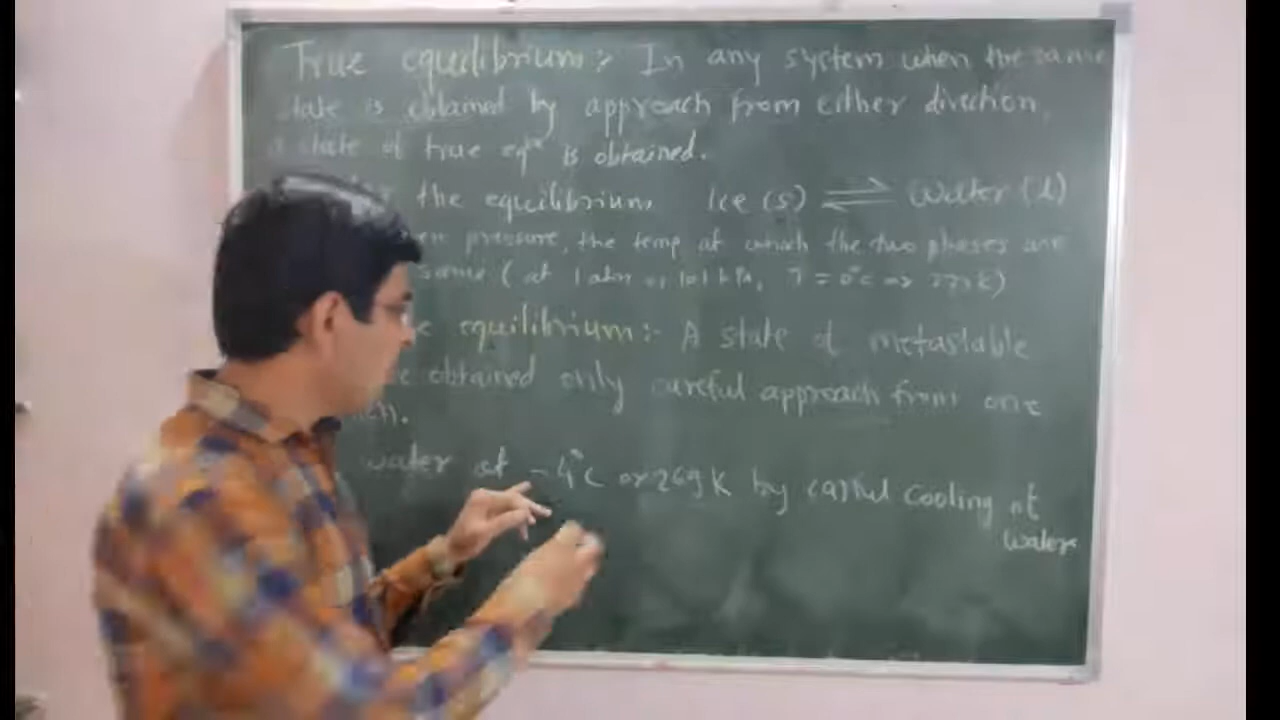 True equilibrium:- In any system when the same
state is obtained by approach from either direction,
a state of true eqm is obtained.
the equilibrium Ice (s) ⇌ Water (l)
pressure, the temp at which the two phases are
same (at 1 atm or 101 kPa, T = 0°C or 273 K)
equilibrium:- A state of metastable
obtained only careful approach from one
water at -4°C or 269 K by careful cooling of
water